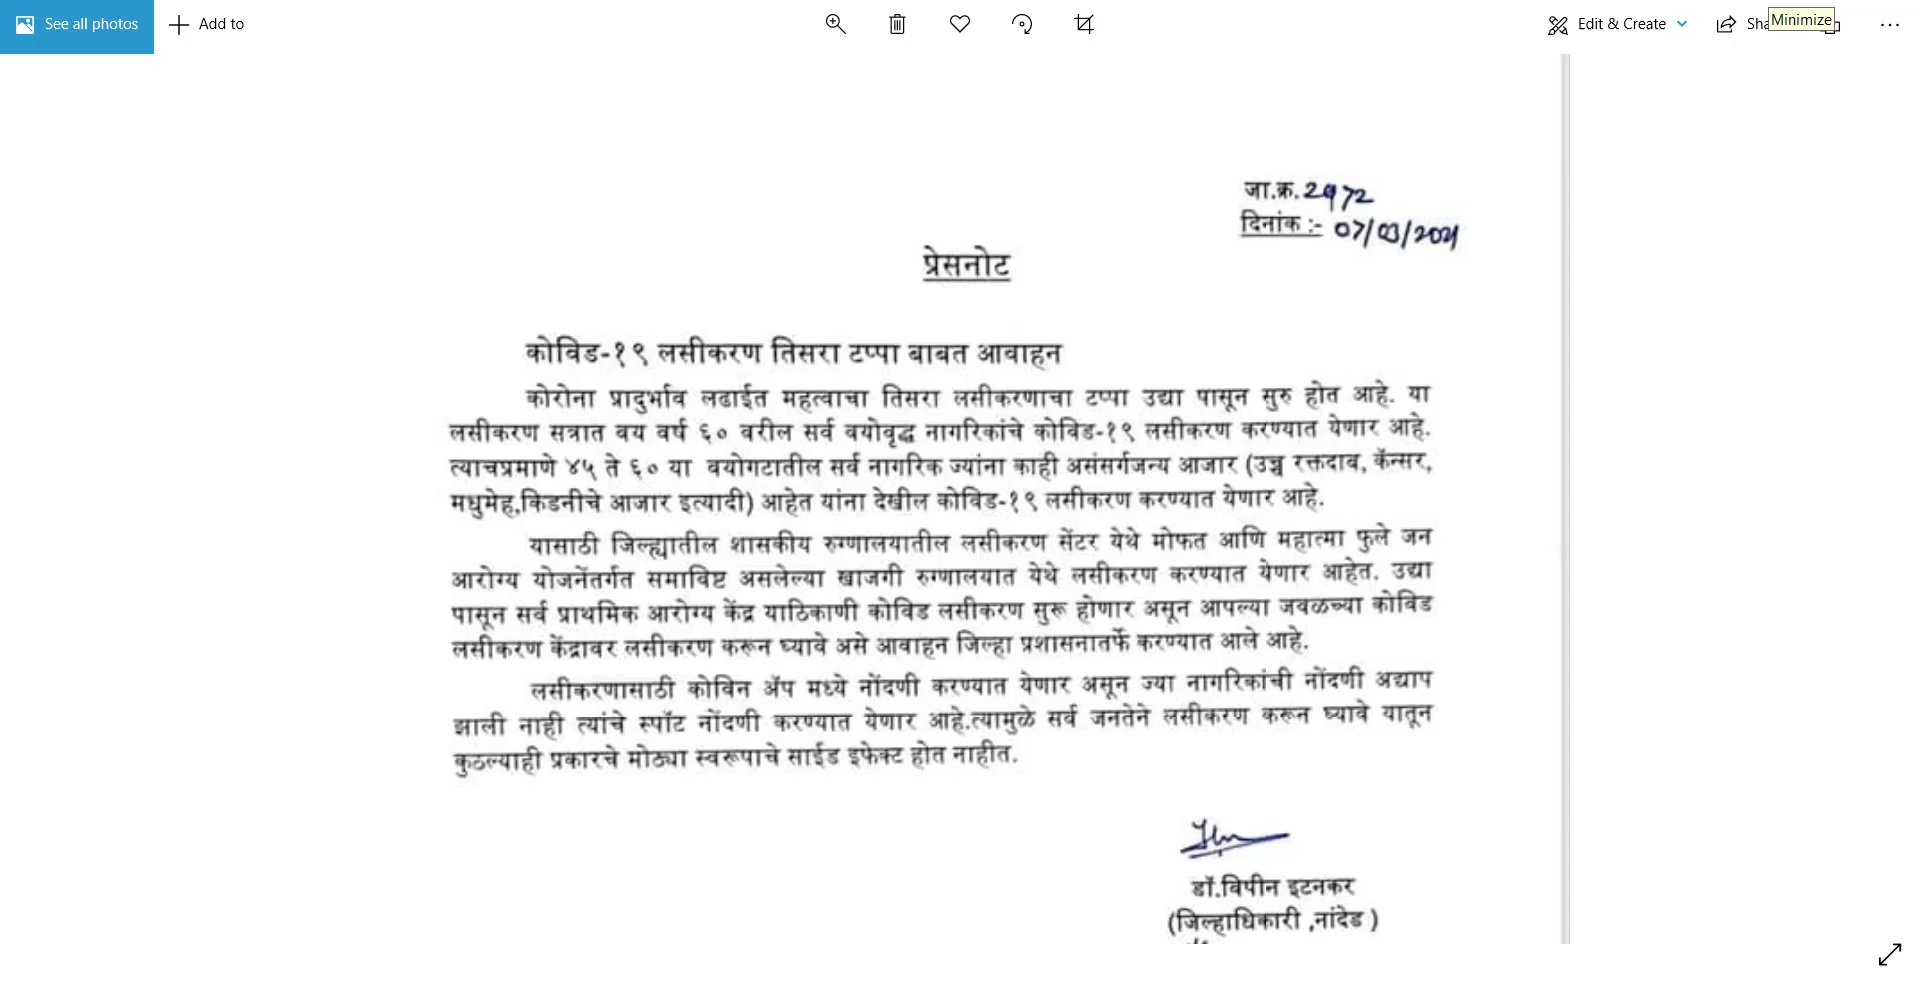 See all photos
Add to
Edit & Create
Sha
Minimize
जा.क्र. 2972
दिनांक :- 07/03/2021
प्रेसनोट
कोविड-१९ लसीकरण तिसरा टप्पा बाबत आवाहन
कोरोना प्रादुर्भाव लढाईत महत्वाचा तिसरा लसीकरणाचा टप्पा उद्या पासून सुरु होत आहे. या
लसीकरण सत्रात वय वर्ष ६० वरील सर्व वयोवृद्ध नागरिकांचे कोविड-१९ लसीकरण करण्यात येणार आहे.
त्याचप्रमाणे ४५ ते ६० या वयोगटातील सर्व नागरिक ज्यांना काही असंसर्गजन्य आजार (उच्च रक्तदाब, कॅन्सर,
मधुमेह,किडनीचे आजार इत्यादी) आहेत यांना देखील कोविड-१९ लसीकरण करण्यात येणार आहे.
यासाठी जिल्ह्यातील शासकीय रुग्णालयातील लसीकरण सेंटर येथे मोफत आणि महात्मा फुले जन
आरोग्य योजनेंतर्गत समाविष्ट असलेल्या खाजगी रुग्णालयात येथे लसीकरण करण्यात येणार आहेत. उद्या
पासून सर्व प्राथमिक आरोग्य केंद्र याठिकाणी कोविड लसीकरण सुरू होणार असून आपल्या जवळच्या कोविड
लसीकरण केंद्रावर लसीकरण करून घ्यावे असे आवाहन जिल्हा प्रशासनातर्फे करण्यात आले आहे.
लसीकरणासाठी कोविन ॲप मध्ये नोंदणी करण्यात येणार असून ज्या नागरिकांची नोंदणी अद्याप
झाली नाही त्यांचे स्पॉट नोंदणी करण्यात येणार आहे.त्यामुळे सर्व जनतेने लसीकरण करून घ्यावे यातून
कुठल्याही प्रकारचे मोठ्या स्वरूपाचे साईड इफेक्ट होत नाहीत.
डॉ.विपीन इटनकर
(जिल्हाधिकारी ,नांदेड )